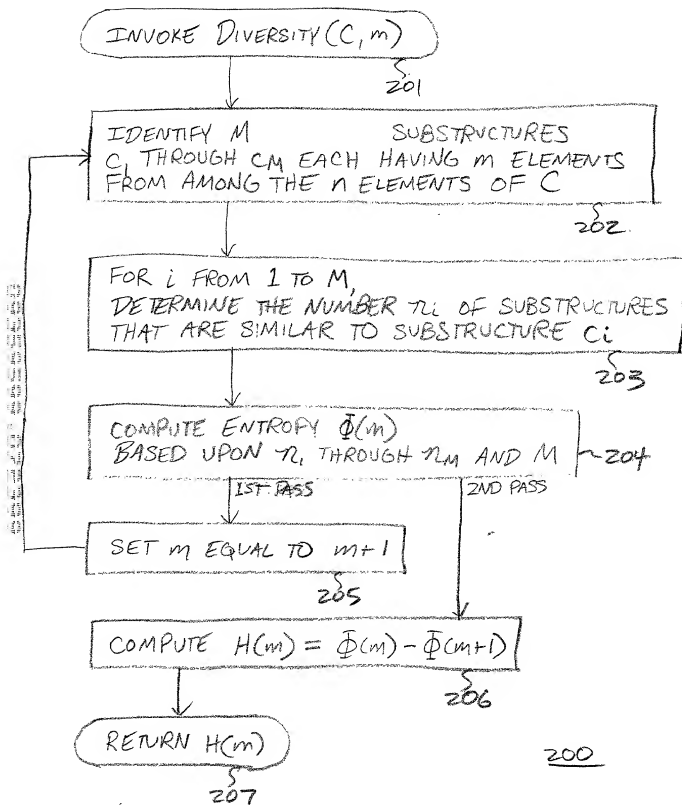 INVOKE DIVERSITY(C, m)
201
IDENTIFY M SUBSTRUCTURES
C1 THROUGH CM EACH HAVING m ELEMENTS
FROM AMONG THE n ELEMENTS OF C
202
FOR i FROM 1 TO M,
DETERMINE THE NUMBER ni OF SUBSTRUCTURES
THAT ARE SIMILAR TO SUBSTRUCTURE Ci
203
COMPUTE ENTROPY Φ(m)
BASED UPON n1 THROUGH nM AND M
204
1ST PASS
2ND PASS
SET m EQUAL TO m+1
205
COMPUTE H(m) = Φ(m) - Φ(m+1)
206
RETURN H(m)
207
200